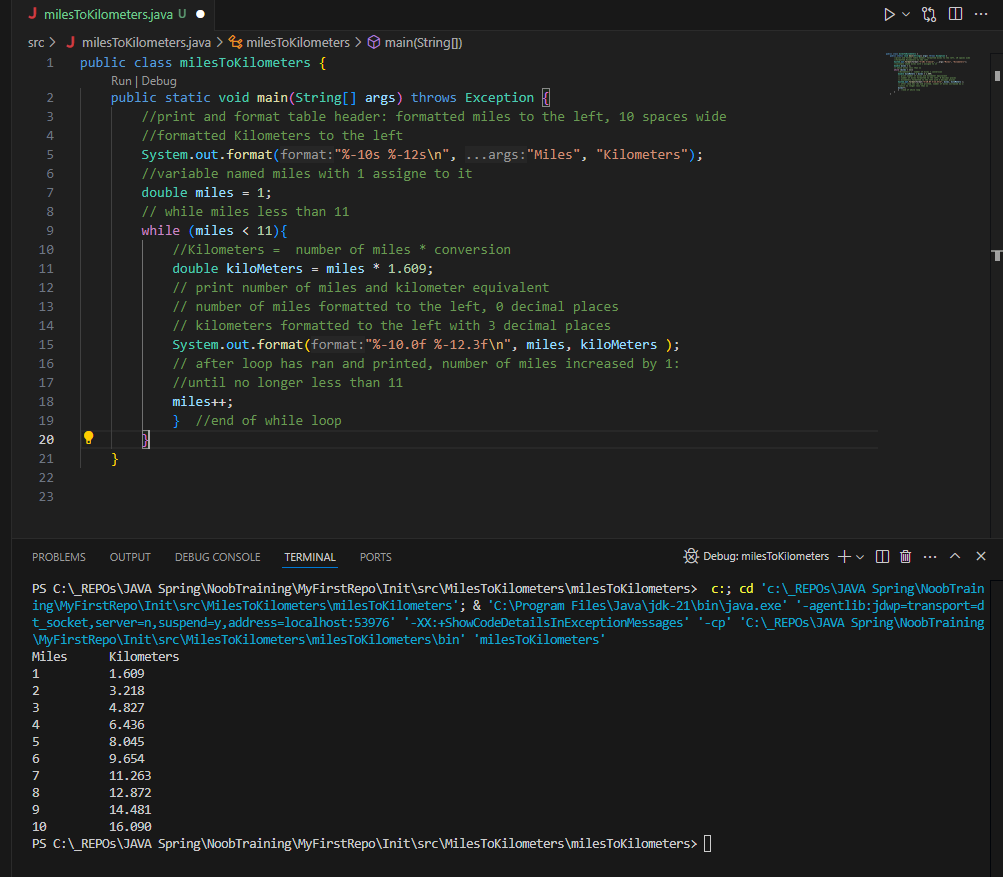 milesToKilometers.java U
src > milesToKilometers.java > milesToKilometers > main(String[])
1 public class milesToKilometers {
Run | Debug
2 public static void main(String[] args) throws Exception {
3 //print and format table header: formatted miles to the left, 10 spaces wide
4 //formatted Kilometers to the left
5 System.out.format(format:"%-10s %-12s\n", ...args:"Miles", "Kilometers");
6 //variable named miles with 1 assigne to it
7 double miles = 1;
8 // while miles less than 11
9 while (miles < 11){
10 //Kilometers =  number of miles * conversion
11 double kiloMeters = miles * 1.609;
12 // print number of miles and kilometer equivalent
13 // number of miles formatted to the left, 0 decimal places
14 // kilometers formatted to the left with 3 decimal places
15 System.out.format(format:"%-10.0f %-12.3f\n", miles, kiloMeters );
16 // after loop has ran and printed, number of miles increased by 1:
17 //until no longer less than 11
18 miles++;
19 }  //end of while loop
20 }
21 }
22
23
PROBLEMS OUTPUT DEBUG CONSOLE TERMINAL PORTS Debug: milesToKilometers
PS C:\_REPOs\JAVA Spring\NoobTraining\MyFirstRepo\Init\src\MilesToKilometers\milesToKilometers>  c:; cd 'c:\_REPOs\JAVA Spring\NoobTrain
ing\MyFirstRepo\Init\src\MilesToKilometers\milesToKilometers'; & 'C:\Program Files\Java\jdk-21\bin\java.exe' '-agentlib:jdwp=transport=d
t_socket,server=n,suspend=y,address=localhost:53976' '-XX:+ShowCodeDetailsInExceptionMessages' '-cp' 'C:\_REPOs\JAVA Spring\NoobTraining
\MyFirstRepo\Init\src\MilesToKilometers\milesToKilometers\bin' 'milesToKilometers'
Miles Kilometers
1 1.609
2 3.218
3 4.827
4 6.436
5 8.045
6 9.654
7 11.263
8 12.872
9 14.481
10 16.090
PS C:\_REPOs\JAVA Spring\NoobTraining\MyFirstRepo\Init\src\MilesToKilometers\milesToKilometers>